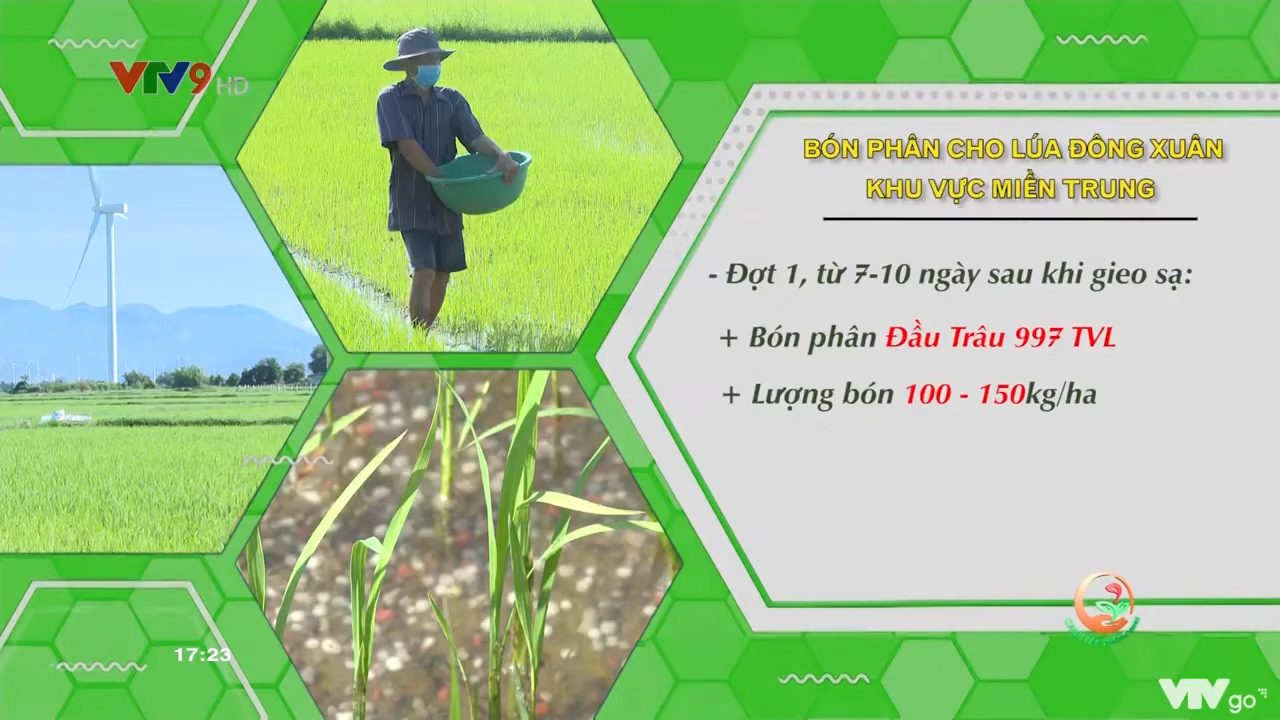 VTV9 HD
BÓN PHÂN CHO LÚA ĐÔNG XUÂN
KHU VỰC MIỀN TRUNG
- Đợt 1, từ 7-10 ngày sau khi gieo sạ:
+ Bón phân Đầu Trâu 997 TVL
+ Lượng bón 100 - 150kg/ha
17:23
VTVgo